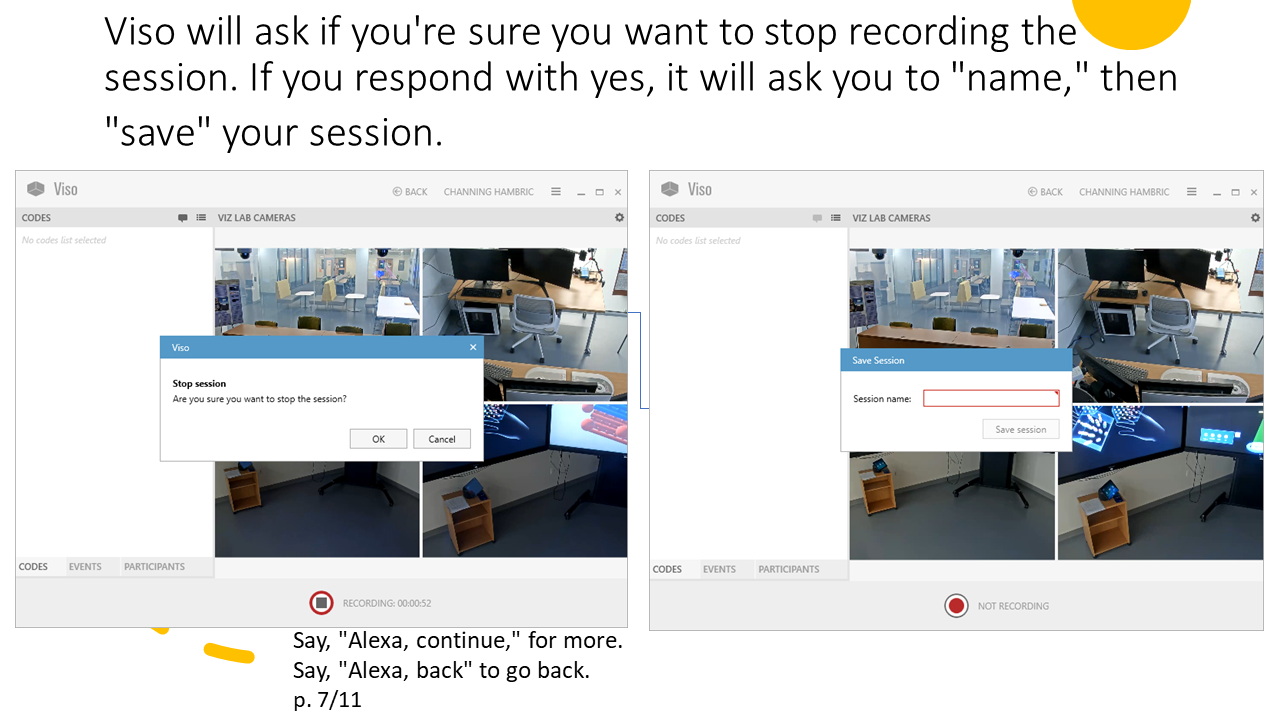 Viso will ask if you're sure you want to stop recording the
session. If you respond with yes, it will ask you to "name," then
"save" your session.
Viso
BACK CHANNING HAMBRIC
CODES
VIZ LAB CAMERAS
No codes list selected
Viso
Stop session
Are you sure you want to stop the session?
OK Cancel
CODES EVENTS PARTICIPANTS
RECORDING: 00:00:52
Viso
BACK CHANNING HAMBRIC
CODES
VIZ LAB CAMERAS
No codes list selected
Save Session
Session name:
Save session
CODES EVENTS PARTICIPANTS
NOT RECORDING
Say, "Alexa, continue," for more.
Say, "Alexa, back" to go back.
p. 7/11